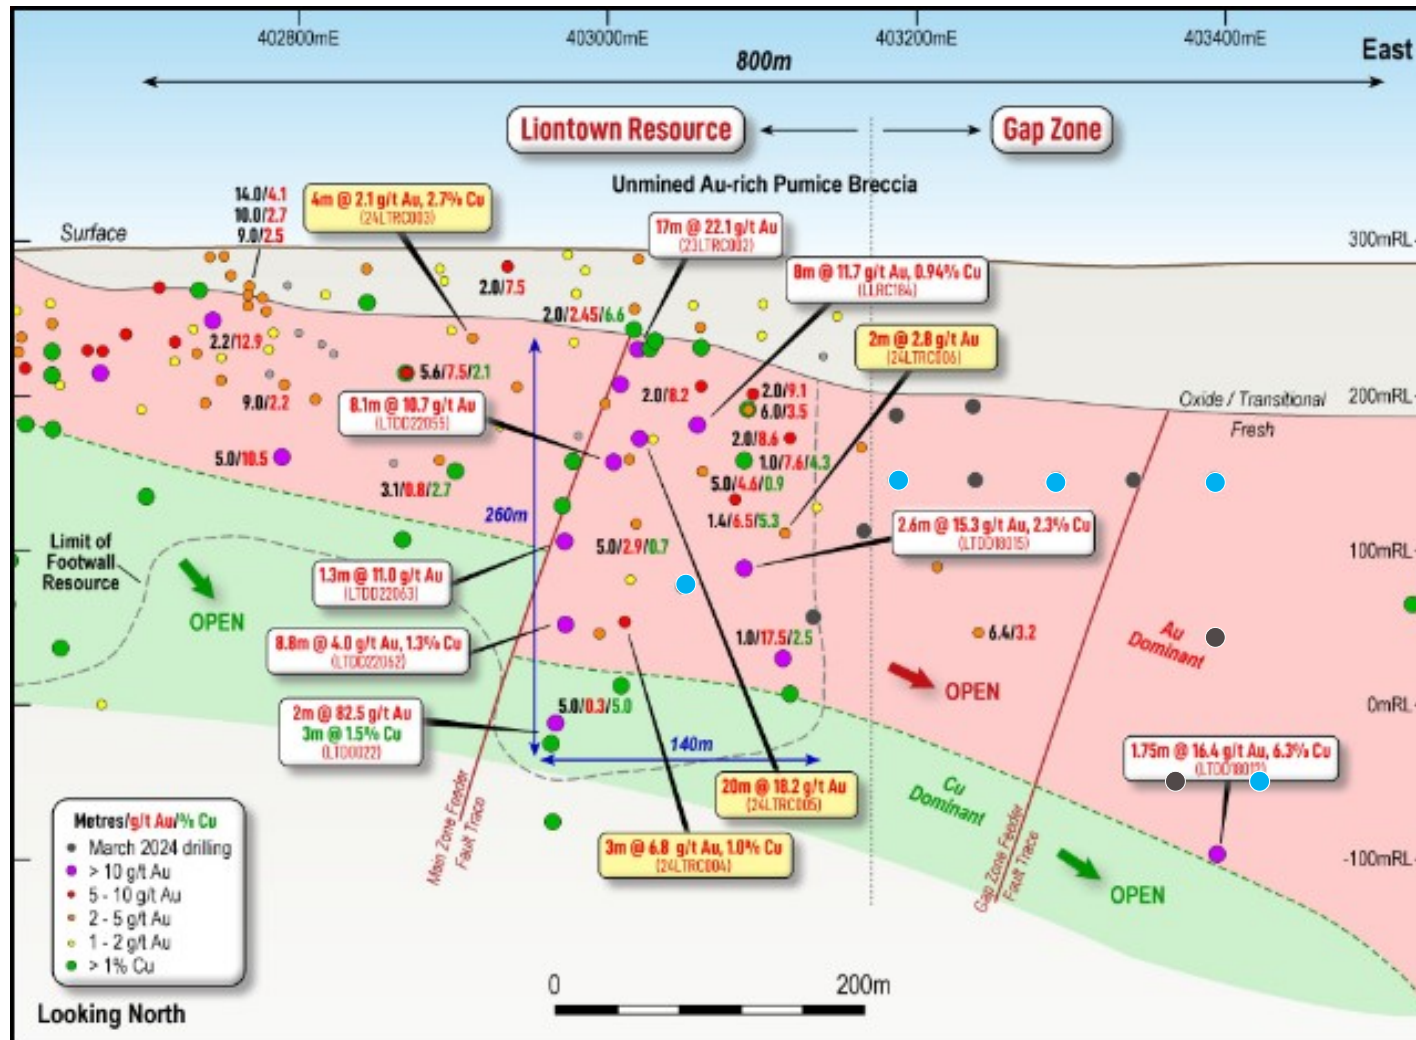 402800mE
403000mE
403200mE
403400mE
East
800m
Liontown Resource
Gap Zone
Unmined Au-rich Pumice Breccia
14.0/4.1
10.0/2.7
9.0/2.5
4m @ 2.1 g/t Au, 2.7% Cu
(24LTRC003)
17m @ 22.1 g/t Au
(23LTRC002)
Surface
300mRL
8m @ 11.7 g/t Au, 0.94% Cu
(LLRC184)
2.0/7.5
2.0/2.45/6.6
2.2/12.9
2m @ 2.8 g/t Au
(24LTRC006)
5.6/7.5/2.1
2.0/8.2
2.0/9.1
6.0/3.5
9.0/2.2
8.1m @ 10.7 g/t Au
(LTDD22055)
Oxide / Transitional
Fresh
200mRL
2.0/8.6
1.0/7.6/4.3
5.0/10.5
3.1/0.8/2.7
5.0/4.6/0.9
260m
1.4/6.5/5.3
2.6m @ 15.3 g/t Au, 2.3% Cu
(LTDD18015)
Limit of
Footwall
Resource
5.0/2.9/0.7
100mRL
1.3m @ 11.0 g/t Au
(LTDD22063)
OPEN
8.8m @ 4.0 g/t Au, 1.3% Cu
(LTDD22062)
1.0/17.5/2.5
6.4/3.2
Au
Dominant
OPEN
5.0/0.3/5.0
0mRL
2m @ 82.5 g/t Au
3m @ 1.5% Cu
(LTD0022)
140m
1.75m @ 16.4 g/t Au, 6.3% Cu
20m @ 18.2 g/t Au
(24LTRC005)
Cu
Dominant
Main Zone Feeder
Fault Trace
3m @ 6.8 g/t Au, 1.0% Cu
(24LTRC004)
Gap Zone Feeder
Fault Trace
-100mRL
OPEN
Metres/g/t Au/% Cu
March 2024 drilling
> 10 g/t Au
5 - 10 g/t Au
2 - 5 g/t Au
1 - 2 g/t Au
> 1% Cu
0
200m
Looking North